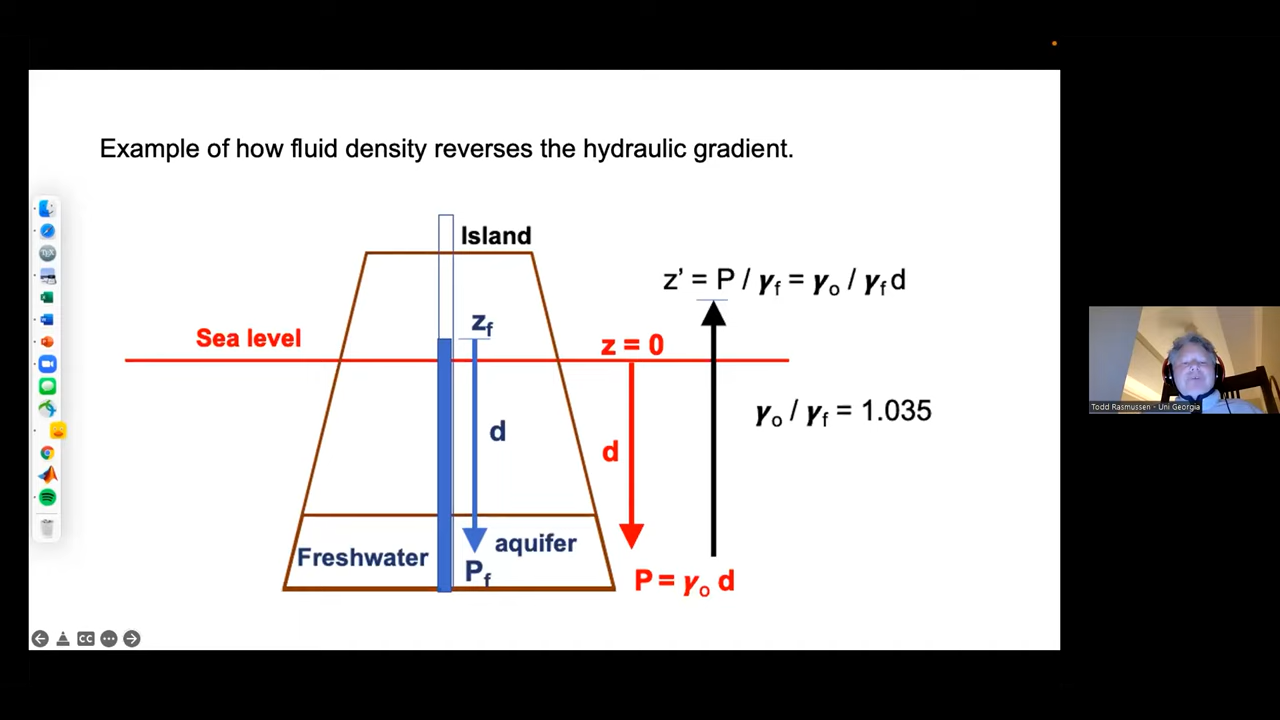 Example of how fluid density reverses the hydraulic gradient.
Island
z' = P / γf = γo / γf d
zf
Sea level
z = 0
γo / γf = 1.035
d
d
aquifer
Freshwater
Pf
P = γo d
Todd Rasmussen - Uni Georgia
CC